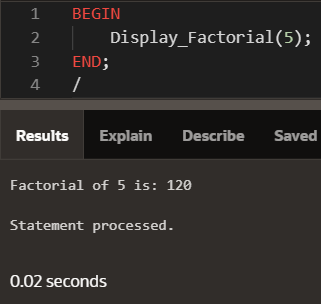 1 BEGIN
2     Display_Factorial(5);
3 END;
4 /
Results Explain Describe Saved
Factorial of 5 is: 120
Statement processed.
0.02 seconds